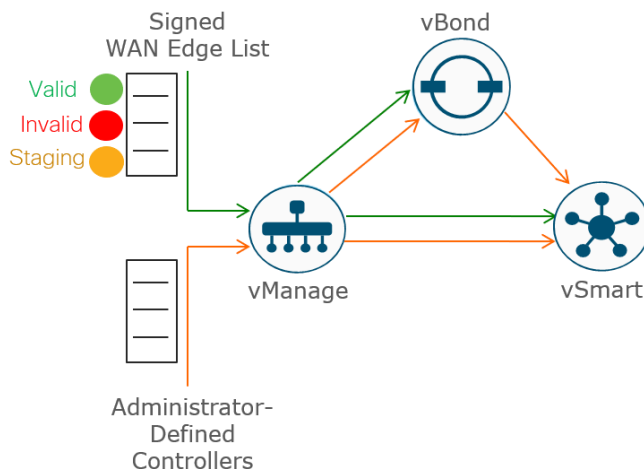 Signed
WAN Edge List
vBond
Valid
Invalid
Staging
vManage
vSmart
Administrator-
Defined
Controllers